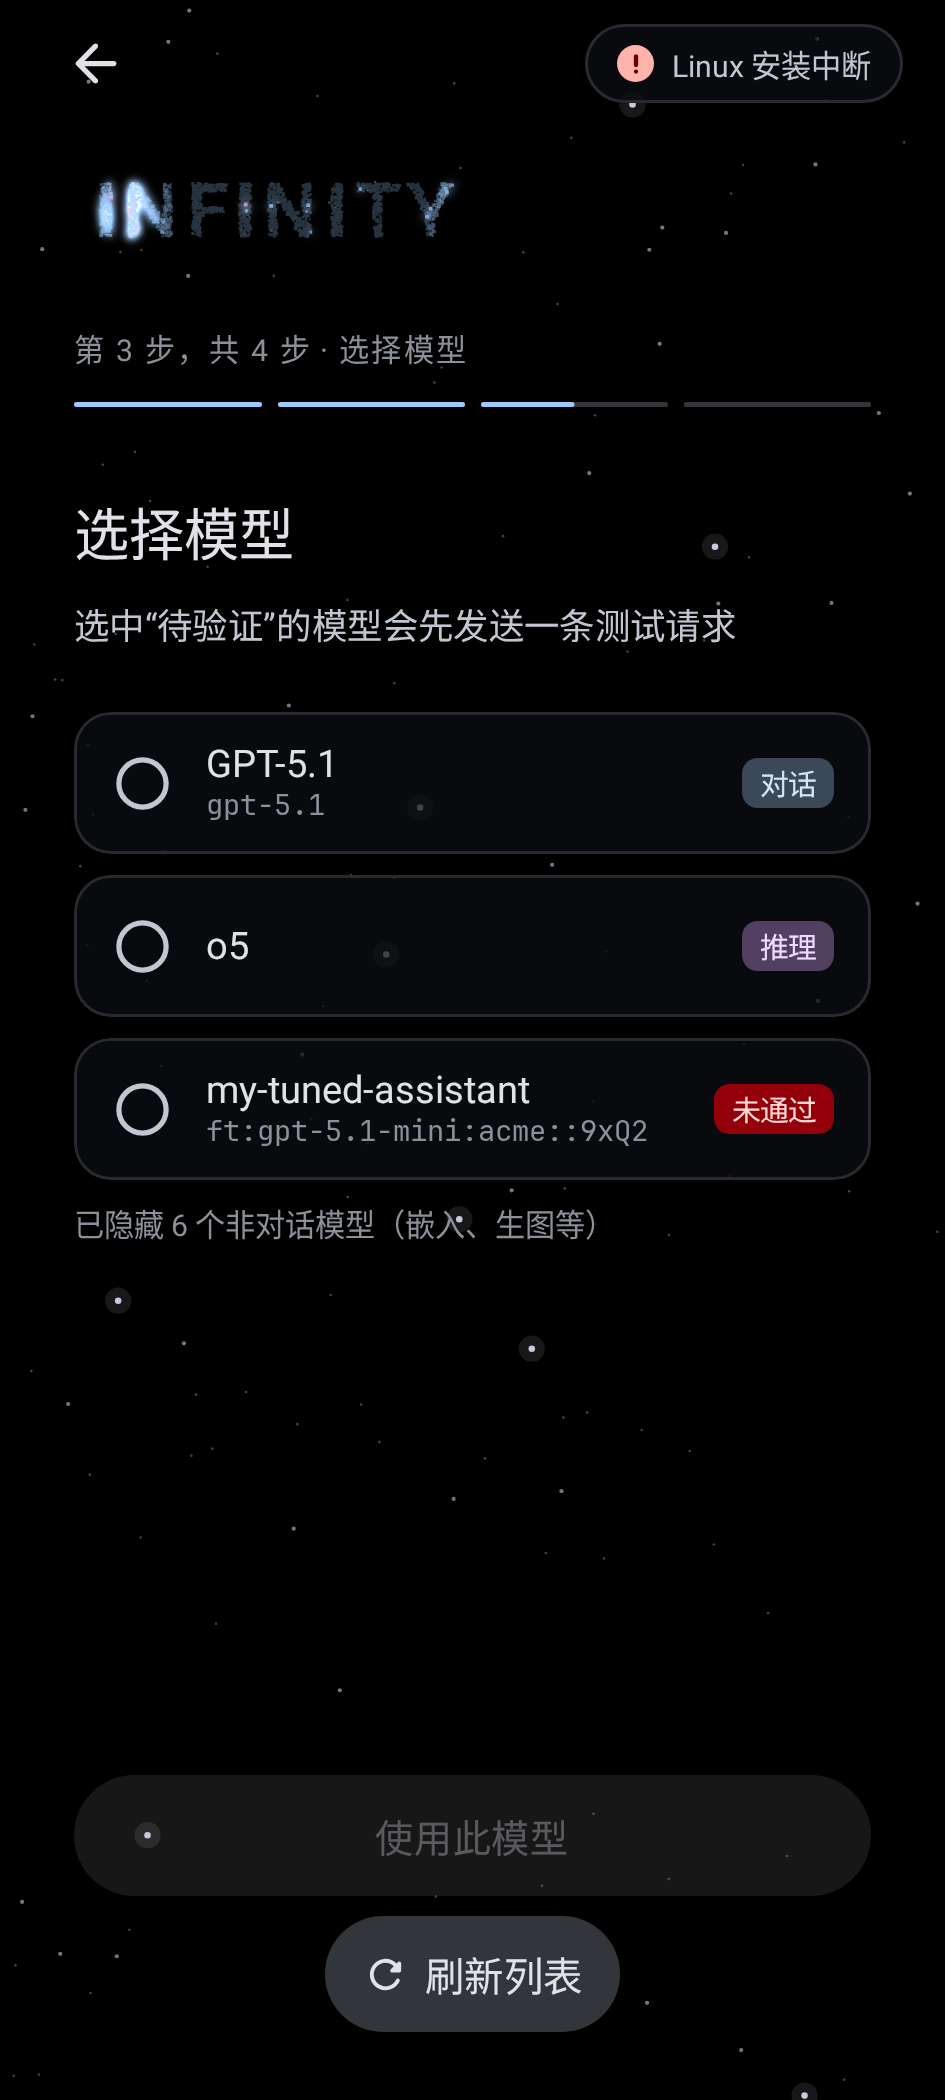 Linux 安装中断
INFINITY
第 3 步，共 4 步 · 选择模型
选择模型
选中“待验证”的模型会先发送一条测试请求
GPT-5.1
gpt-5.1
对话
o5
推理
my-tuned-assistant
ft:gpt-5.1-mini:acme::9xQ2
未通过
已隐藏 6 个非对话模型（嵌入、生图等）
使用此模型
刷新列表